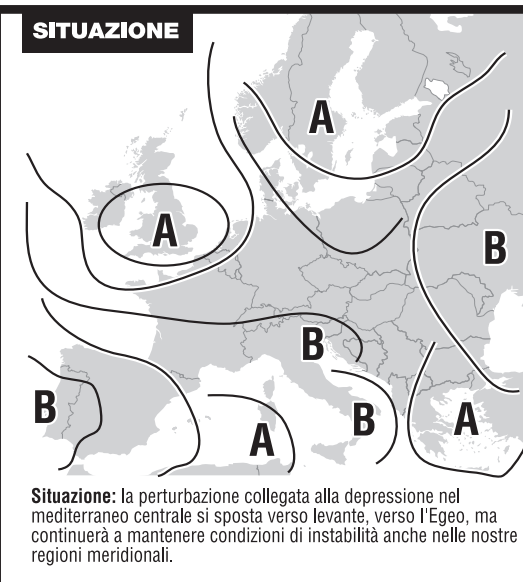 SITUAZIONE
A
A
B
B
B
B
A
A
Situazione: la perturbazione collegata alla depressione nel
mediterraneo centrale si sposta verso levante, verso l'Egeo, ma
continuerà a mantenere condizioni di instabilità anche nelle nostre
regioni meridionali.